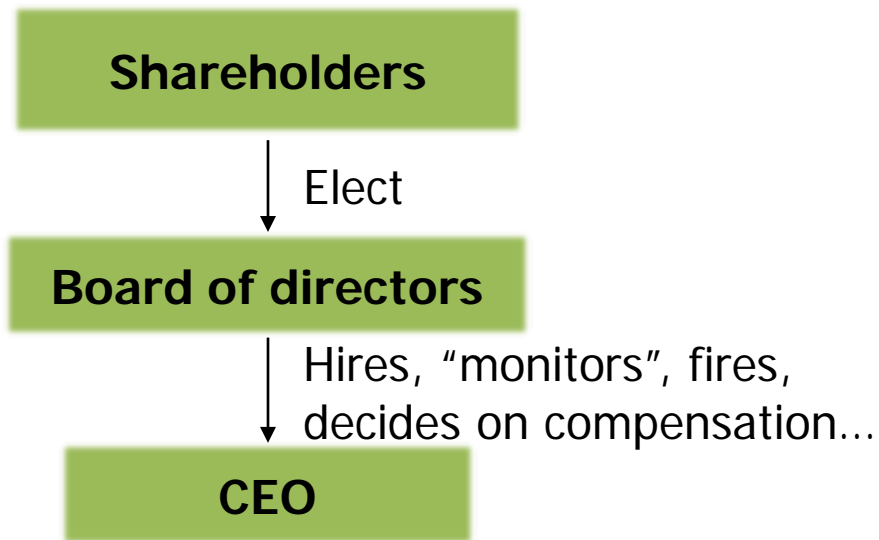 Shareholders
Elect
Board of directors
Hires, “monitors”, fires,
decides on compensation...
CEO